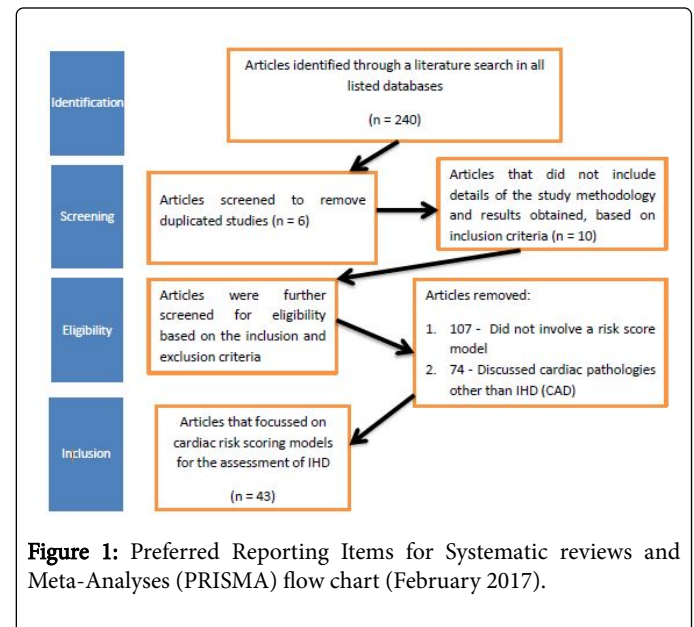 Identification
Articles identified through a literature search in all
listed databases
(n = 240)
Screening
Articles screened to remove
duplicated studies (n = 6)
Articles that did not include
details of the study methodology
and results obtained, based on
inclusion criteria (n = 10)
Eligibility
Articles were further
screened for eligibility
based on the inclusion and
exclusion criteria
Articles removed:
1. 107 - Did not involve a risk score
model
2. 74 - Discussed cardiac pathologies
other than IHD (CAD)
Inclusion
Articles that focussed on
cardiac risk scoring models
for the assessment of IHD
(n = 43)
Figure 1: Preferred Reporting Items for Systematic reviews and
Meta-Analyses (PRISMA) flow chart (February 2017).